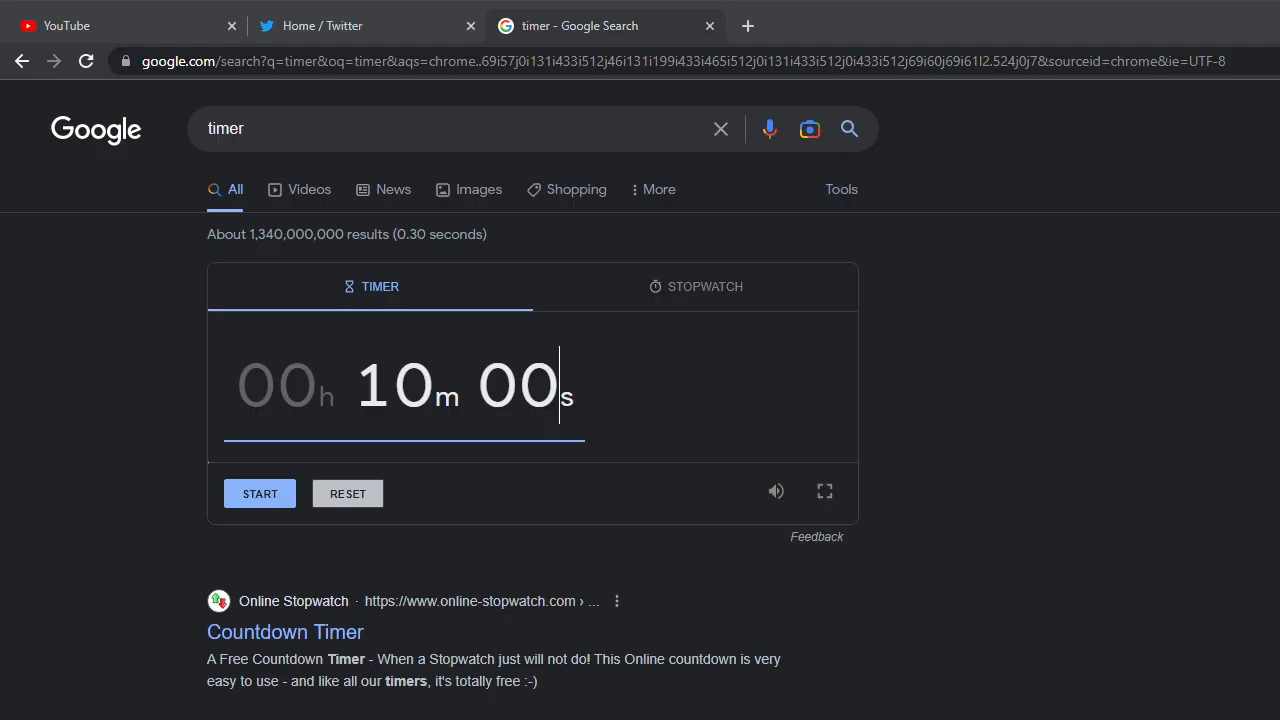 YouTube
Home / Twitter
timer - Google Search
google.com/search?q=timer&oq=timer&aqs=chrome..69i57j0i131i433i512j46i131i199i433i465i512j0i131i433i512j0i433i512j69i60j69i61l2.524j0j7&sourceid=chrome&ie=UTF-8
Google
timer
All Videos News Images Shopping More Tools
About 1,340,000,000 results (0.30 seconds)
TIMER STOPWATCH
00h 10m 00s
START RESET
Feedback
Online Stopwatch · https://www.online-stopwatch.com › ...
Countdown Timer
A Free Countdown Timer - When a Stopwatch just will not do! This Online countdown is very
easy to use - and like all our timers, it's totally free :-)